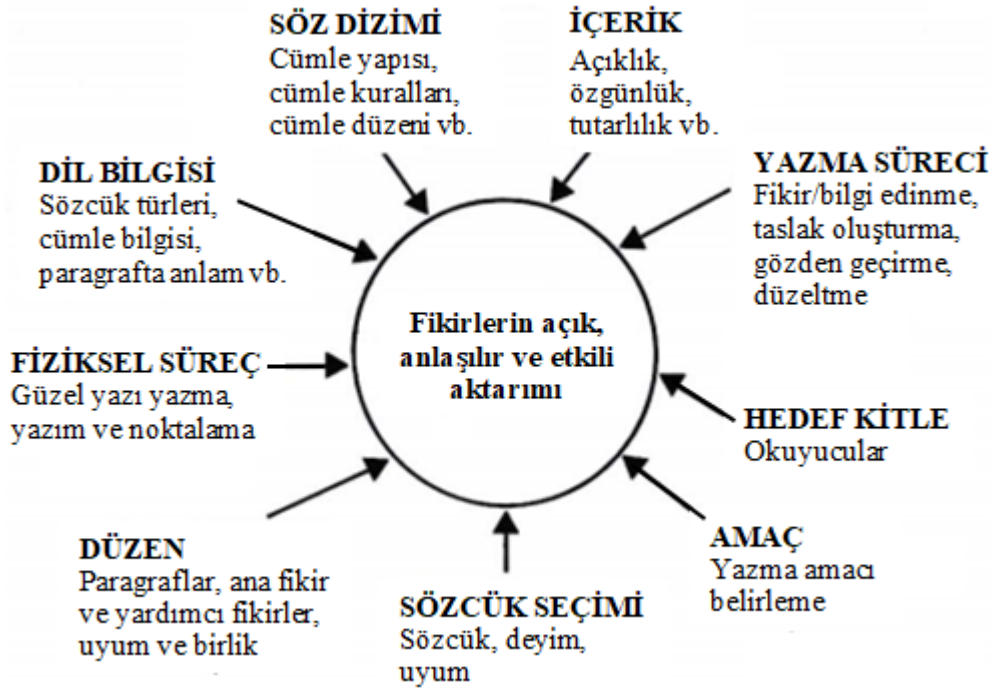 SÖZ DİZİMİ
Cümle yapısı,
cümle kuralları,
cümle düzeni vb.
İÇERİK
Açıklık,
özgünlük,
tutarlılık vb.
DİL BİLGİSİ
Sözcük türleri,
cümle bilgisi,
paragrafta anlam vb.
YAZMA SÜRECİ
Fikir/bilgi edinme,
taslak oluşturma,
gözden geçirme,
düzeltme
Fikirlerin açık,
anlaşılır ve etkili
aktarımı
FİZİKSEL SÜREÇ
Güzel yazı yazma,
yazım ve noktalama
HEDEF KİTLE
Okuyucular
DÜZEN
Paragraflar, ana fikir
ve yardımcı fikirler,
uyum ve birlik
SÖZCÜK SEÇİMİ
Sözcük, deyim,
uyum
AMAÇ
Yazma amacı
belirleme